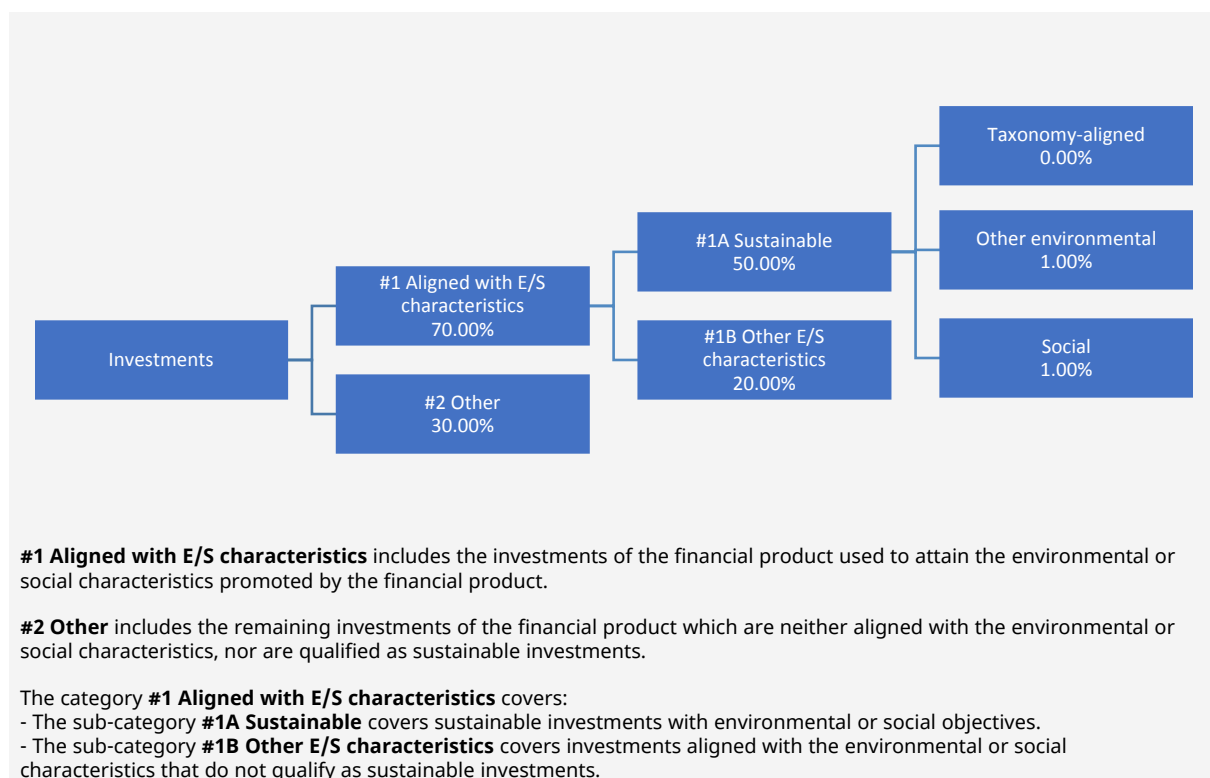 Investments
#1 Aligned with E/S
characteristics
70.00%
#2 Other
30.00%
#1A Sustainable
50.00%
#1B Other E/S
characteristics
20.00%
Taxonomy-aligned
0.00%
Other environmental
1.00%
Social
1.00%
#1 Aligned with E/S characteristics includes the investments of the financial product used to attain the environmental or
social characteristics promoted by the financial product.
#2 Other includes the remaining investments of the financial product which are neither aligned with the environmental or
social characteristics, nor are qualified as sustainable investments.
The category #1 Aligned with E/S characteristics covers:
- The sub-category #1A Sustainable covers sustainable investments with environmental or social objectives.
- The sub-category #1B Other E/S characteristics covers investments aligned with the environmental or social
characteristics that do not qualify as sustainable investments.